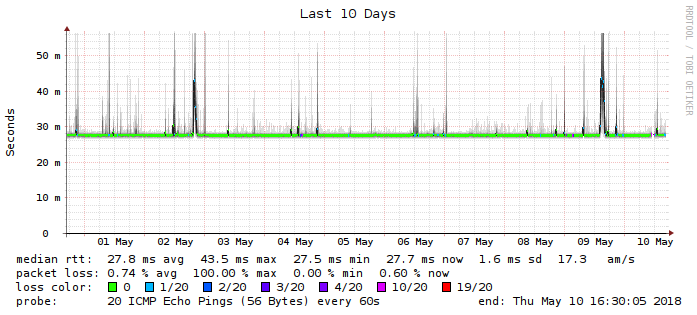 Last 10 Days
RRDTOOL / TOBI OETIKER
Seconds
50 m
40 m
30 m
20 m
10 m
0
01 May 02 May 03 May 04 May 05 May 06 May 07 May 08 May 09 May 10 May
median rtt: 27.8 ms avg 43.5 ms max 27.5 ms min 27.7 ms now 1.6 ms sd 17.3 am/s
packet loss: 0.74 % avg 100.00 % max 0.00 % min 0.60 % now
loss color: 0 1/20 2/20 3/20 4/20 10/20 19/20
probe: 20 ICMP Echo Pings (56 Bytes) every 60s end: Thu May 10 16:30:05 2018